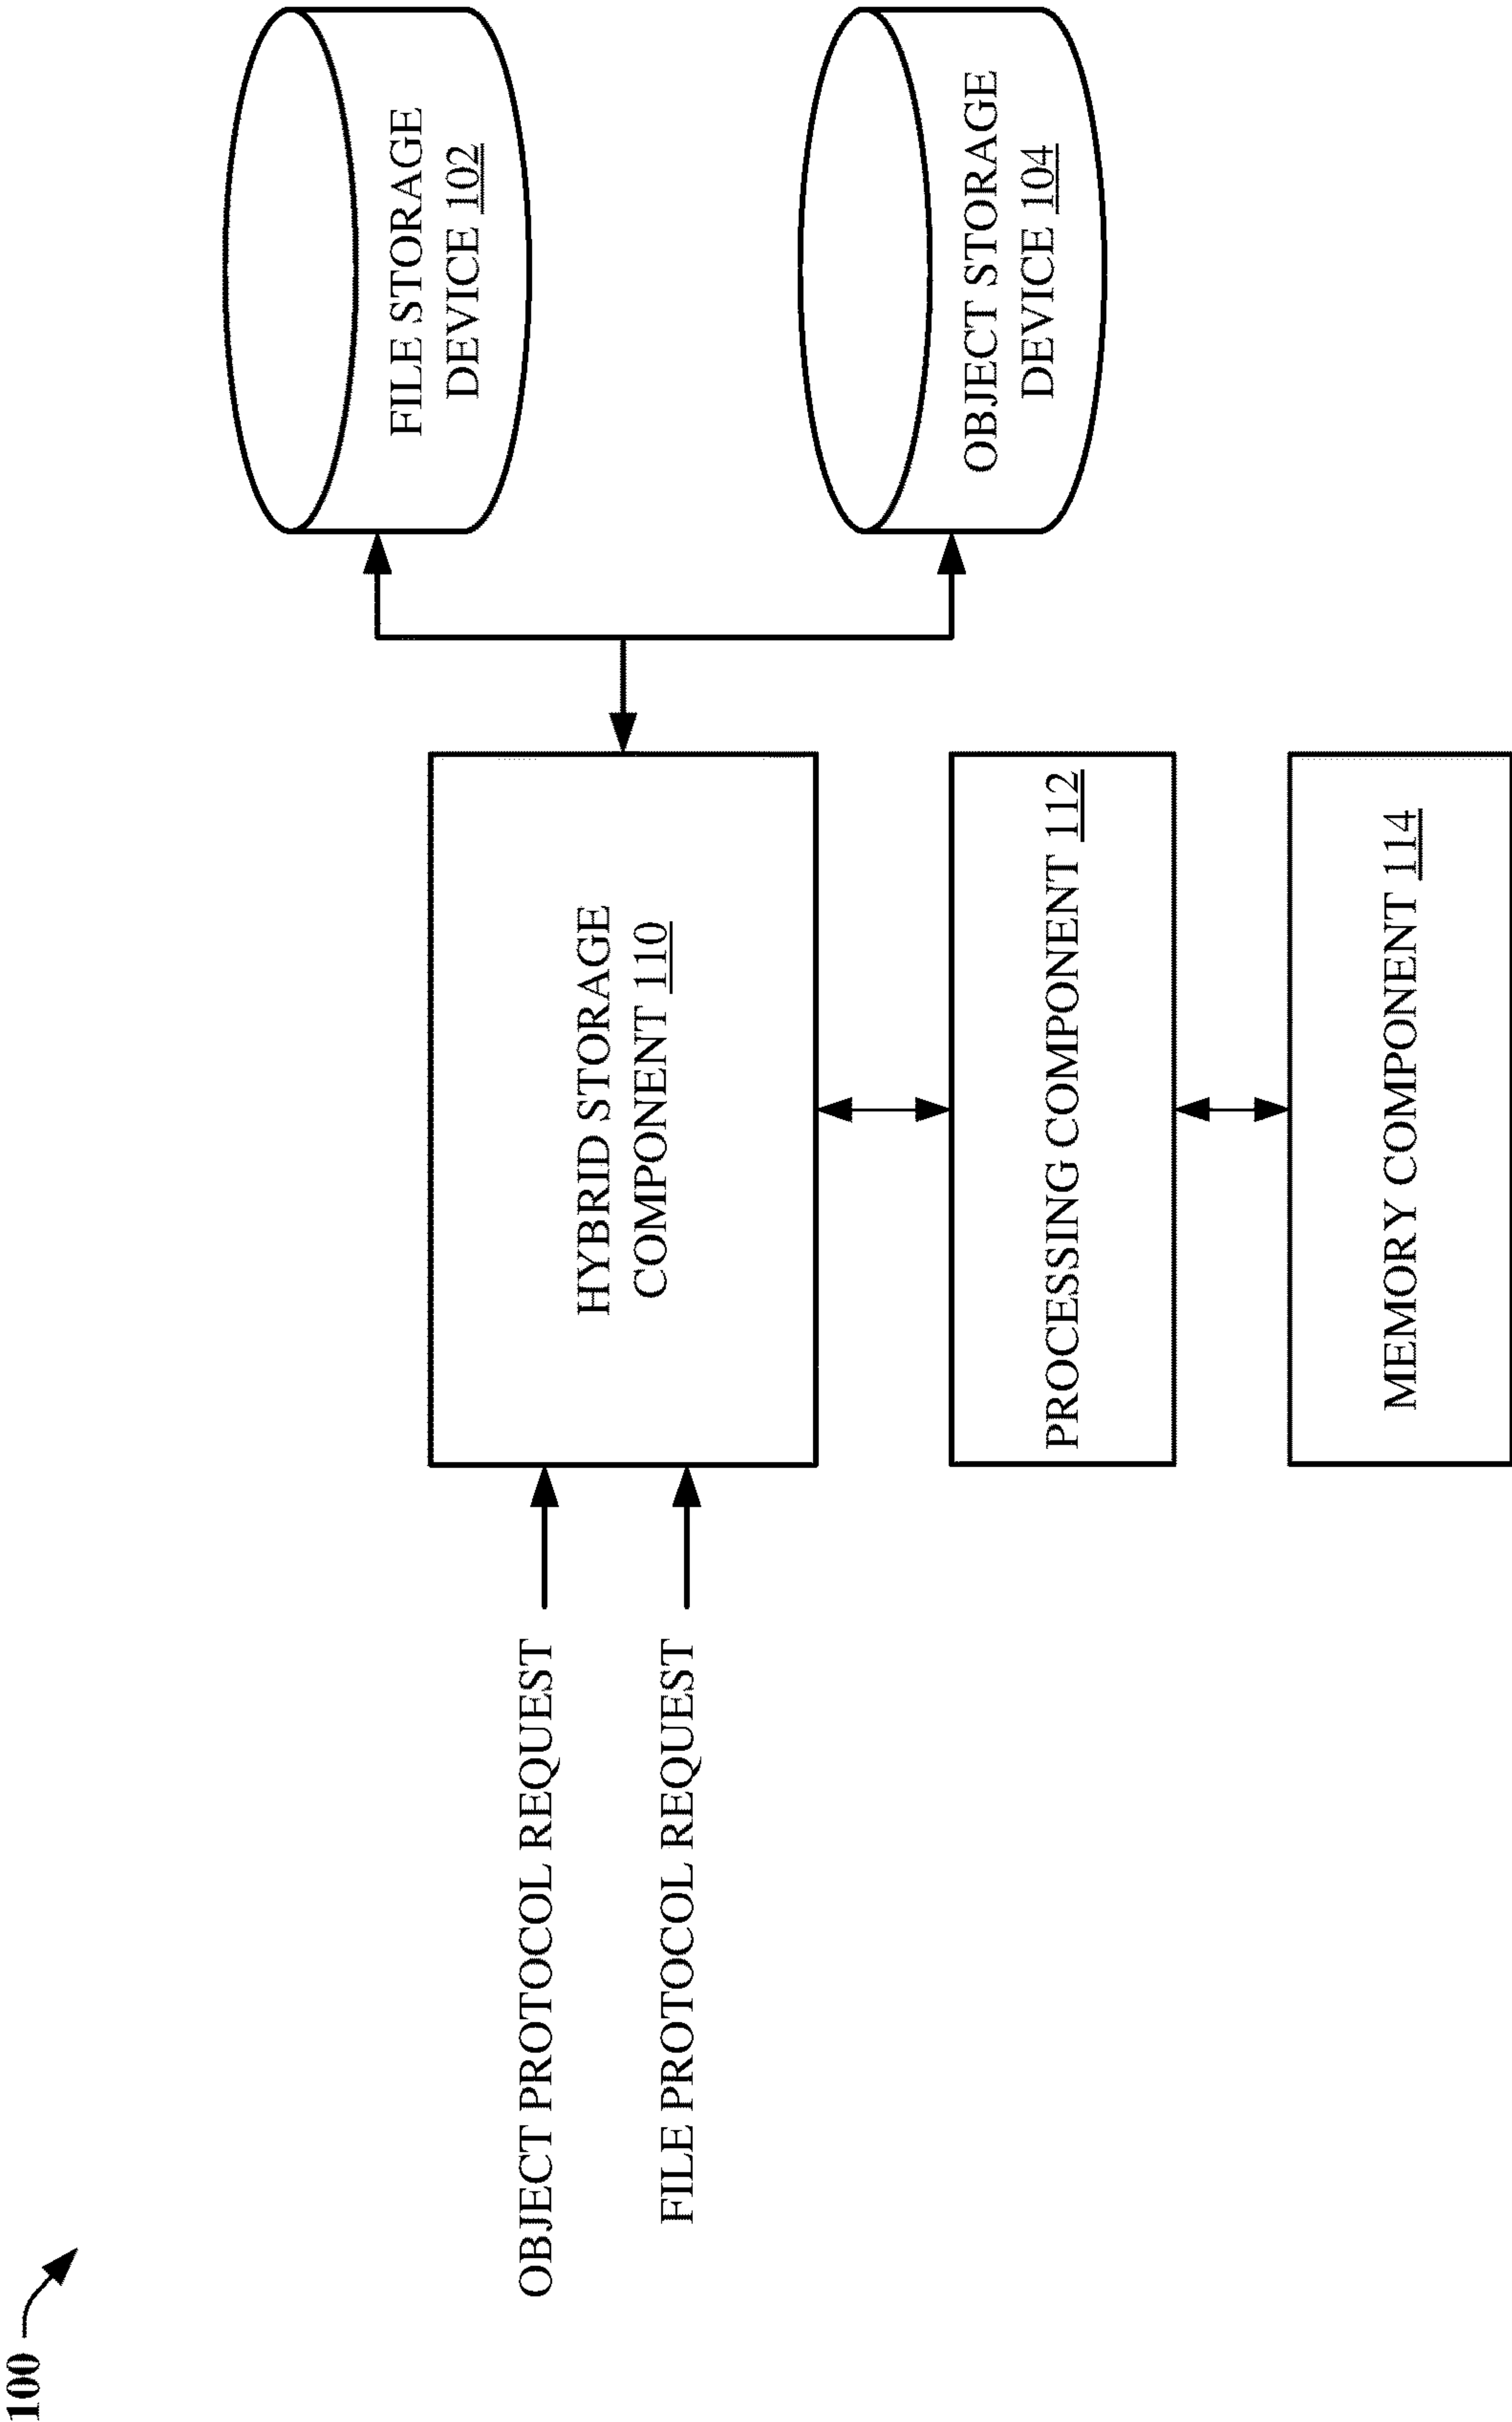 100
OBJECT PROTOCOL REQUEST
FILE PROTOCOL REQUEST
HYBRID STORAGE
COMPONENT 110
PROCESSING COMPONENT 112
MEMORY COMPONENT 114
FILE STORAGE
DEVICE 102
OBJECT STORAGE
DEVICE 104